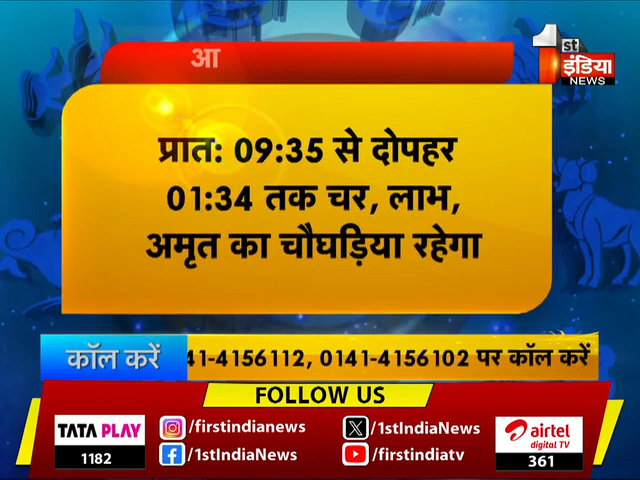 1st
इंडिया
NEWS
आ
प्रात: 09:35 से दोपहर
01:34 तक चर, लाभ,
अमृत का चौघड़िया रहेगा
कॉल करें
41-4156112, 0141-4156102 पर कॉल करें
FOLLOW US
TATA PLAY
1182
/firstindianews
/1stIndiaNews
/1stIndiaNews
/firstindiatv
airtel
digital TV
361